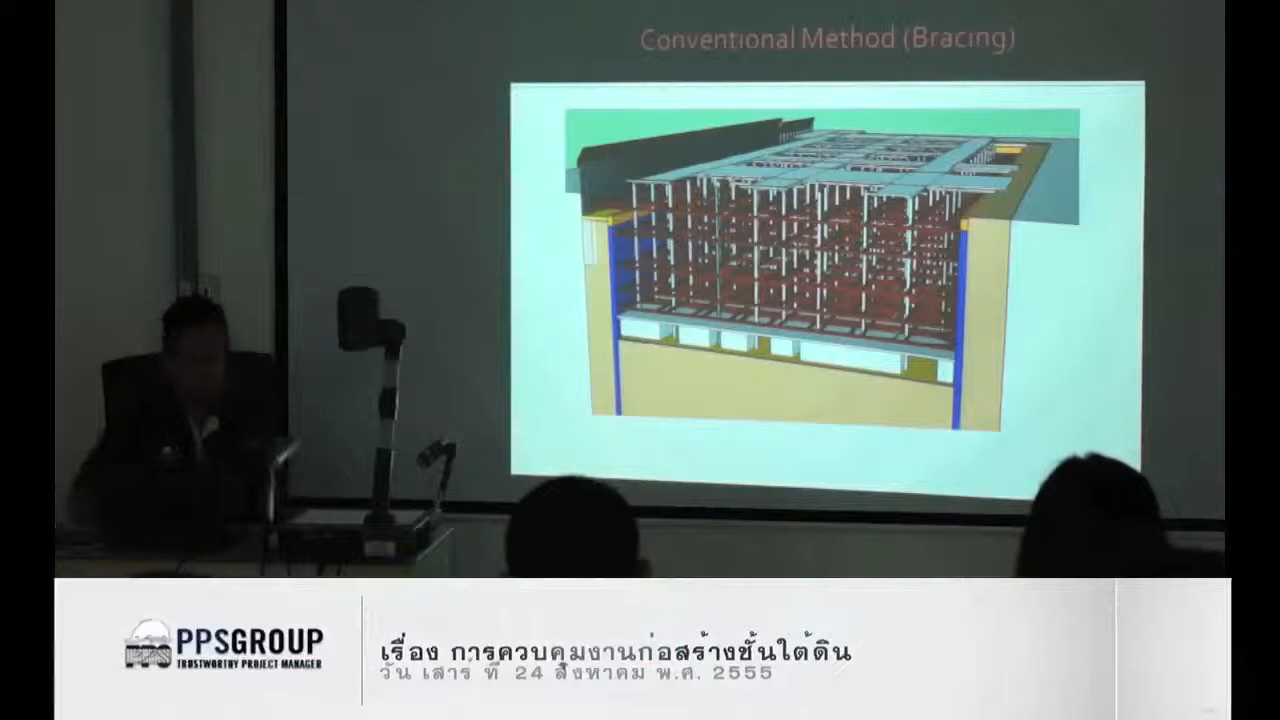 Conventional Method (Bracing)
PPSGROUP
TRUSTWORTHY PROJECT MANAGER
เรื่อง การควบคุมงานก่อสร้างชั้นใต้ดิน
วัน เสาร์ ที่ 24 สิงหาคม พ.ศ. 2555